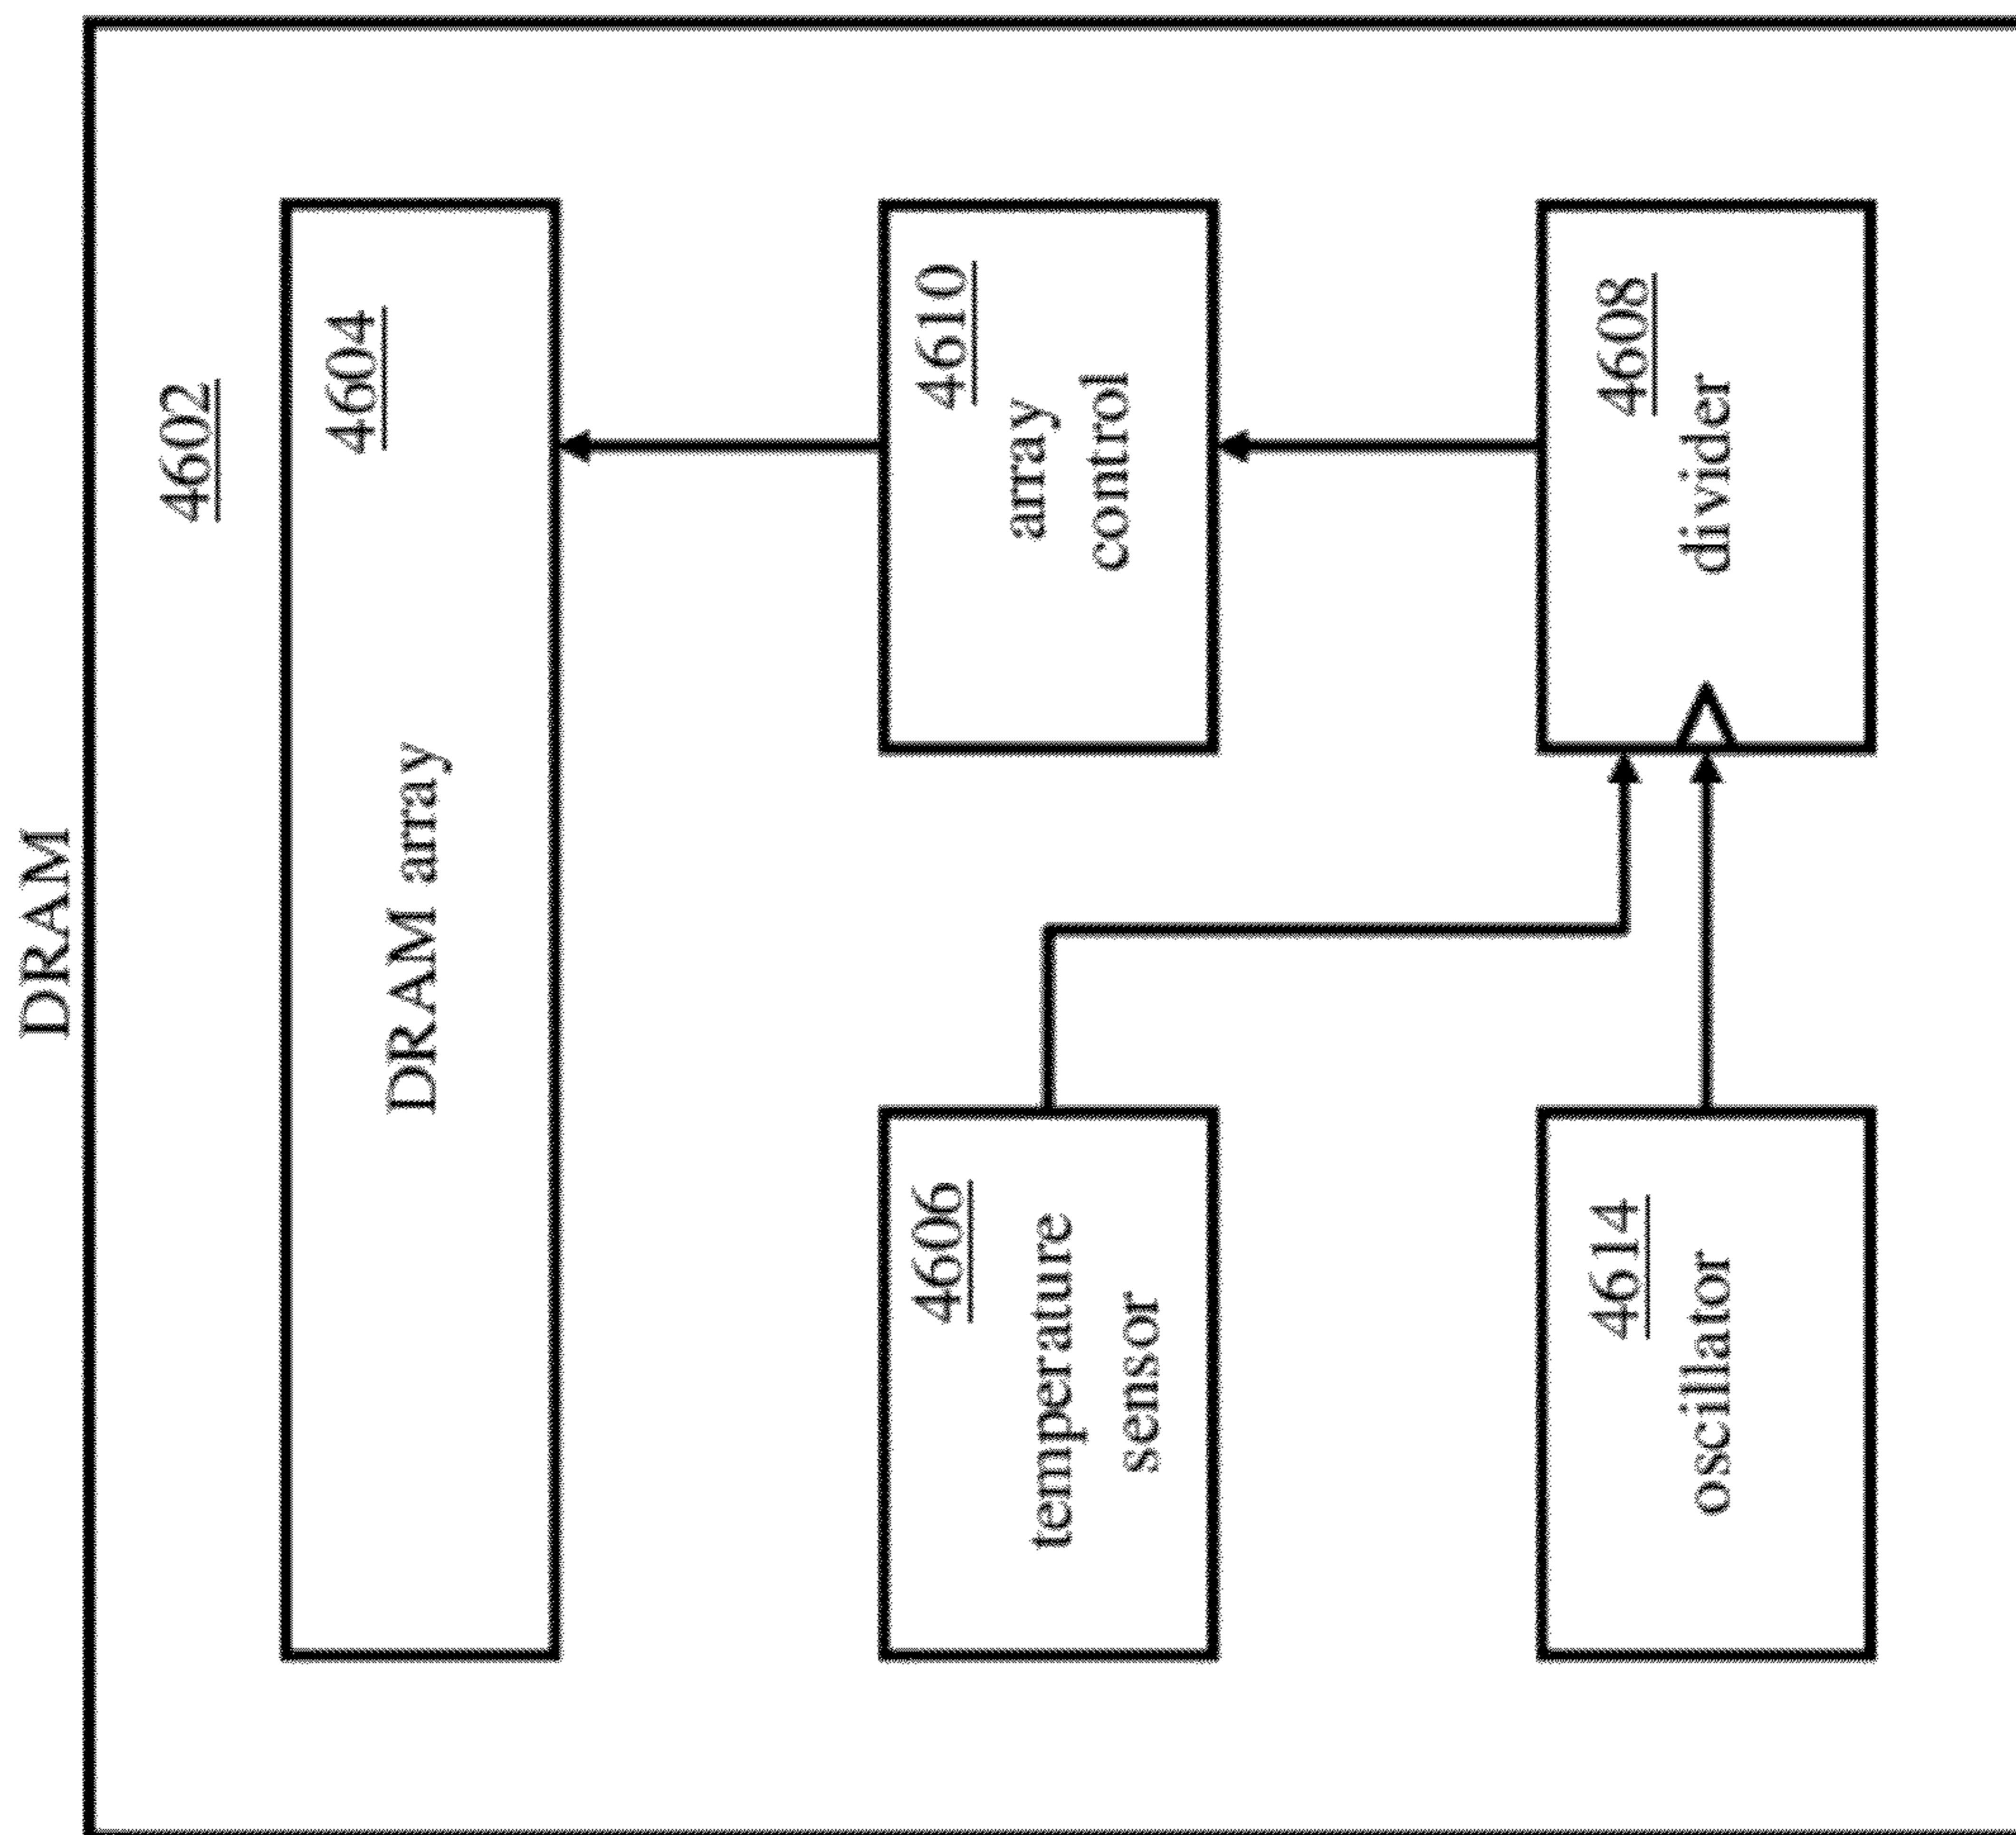 DRAM
4602
4604
DRAM array
4606
temperature
sensor
4610
array
control
4614
oscillator
4608
divider